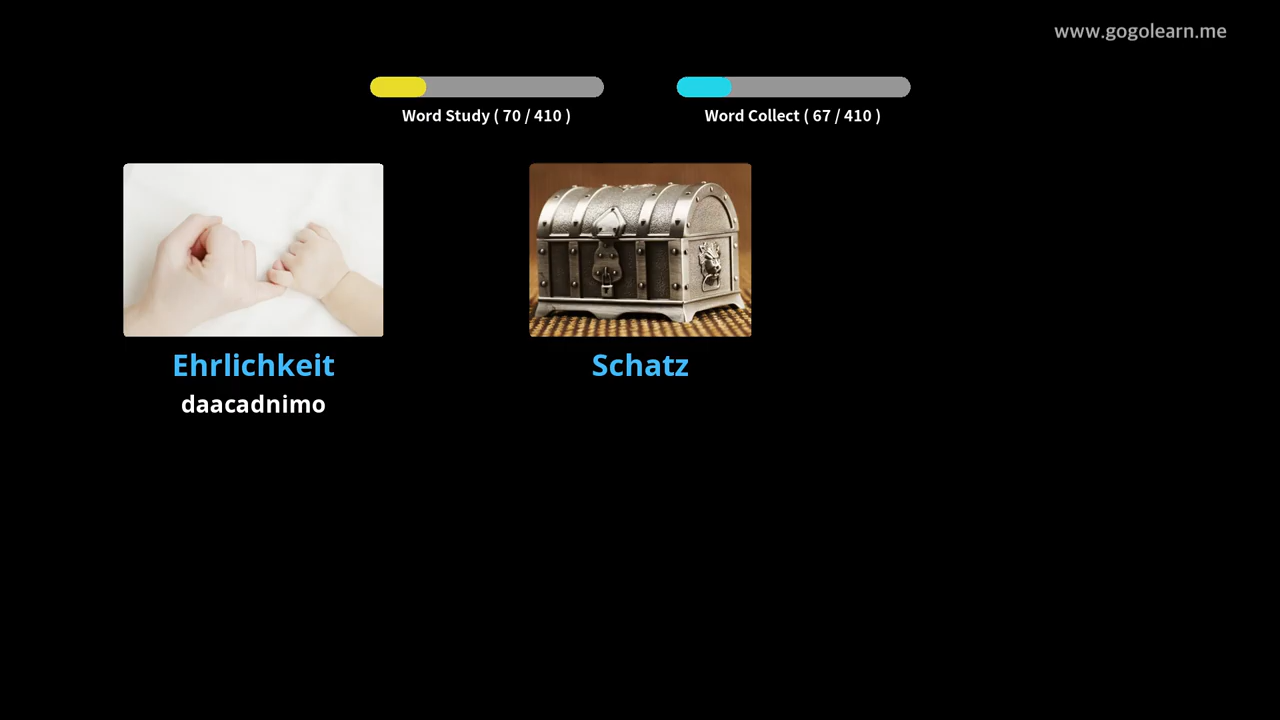 www.gogolearn.me
Word Study ( 70 / 410 )
Word Collect ( 67 / 410 )
Ehrlichkeit
daacadnimo
Schatz